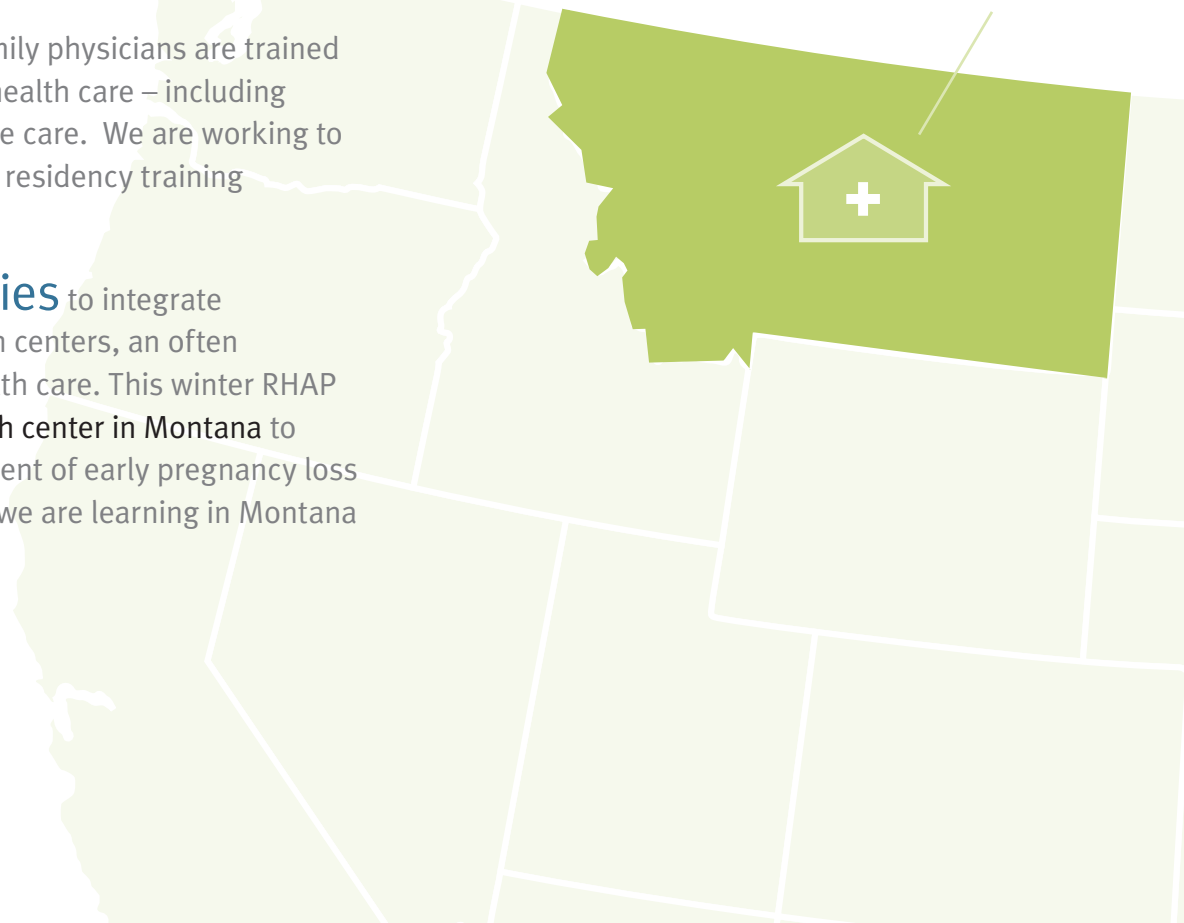 ily physicians are trained
health care – including
e care. We are working to
residency training
ies to integrate
centers, an often
th care. This winter RHAP
h center in Montana to
ent of early pregnancy loss
we are learning in Montana